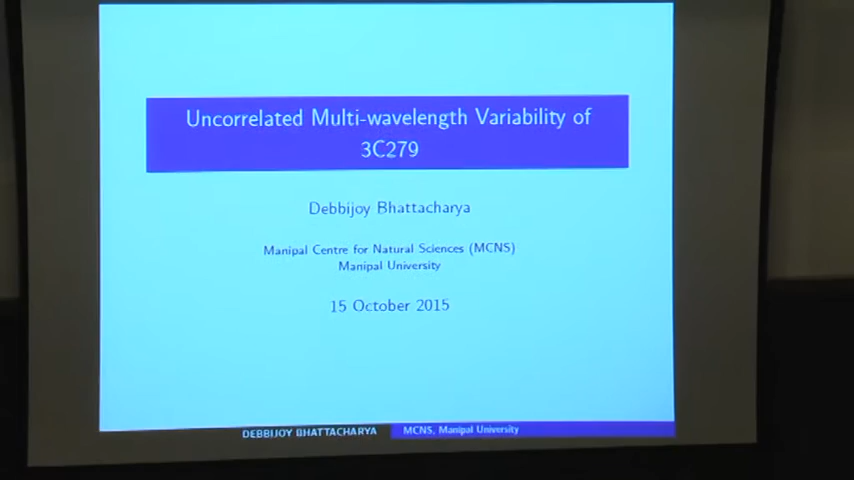 Uncorrelated Multi-wavelength Variability of
3C279
Debbijoy Bhattacharya
Manipal Centre for Natural Sciences (MCNS)
Manipal University
15 October 2015
DEBBIJOY BHATTACHARYA MCNS, Manipal University